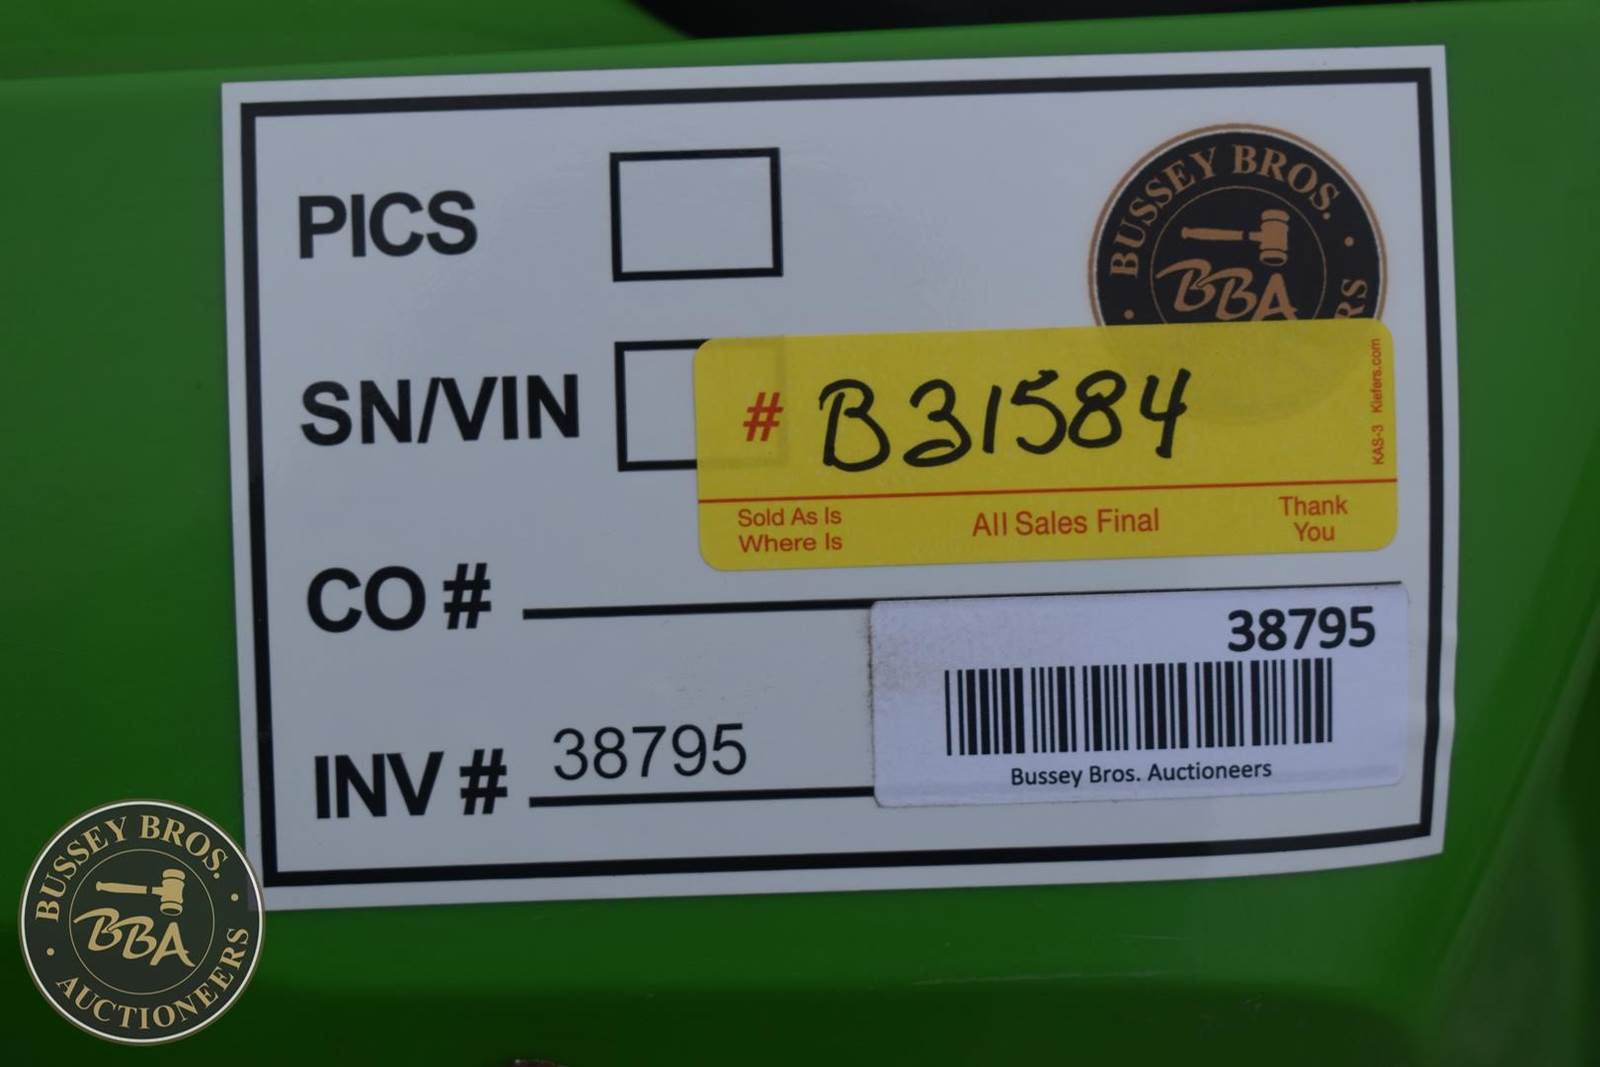 PICS
BUSSEY BROS.
BBA
SN/VIN
# B31584
KAS-3 Kiefers.com
Sold As Is
Where Is
All Sales Final
Thank
You
CO #
38795
Bussey Bros. Auctioneers
INV # 38795
BUSSEY BROS.
BBA
AUCTIONEERS